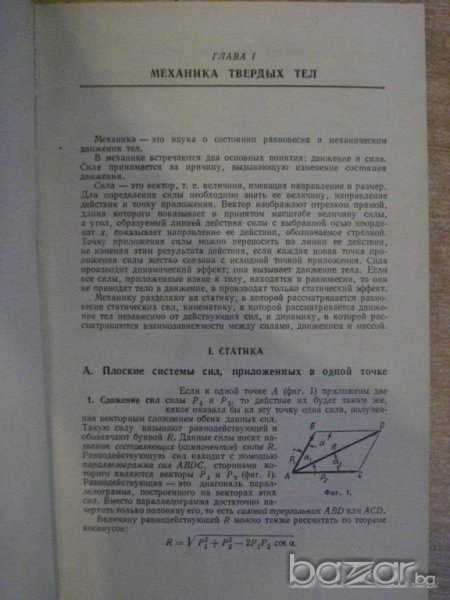 ГЛАВА I
МЕХАНИКА ТВЕРДЫХ ТЕЛ
Механика — это наука о состоянии равновесия и механическом
движении тел.
В механике встречаются два основных понятия: движение и сила.
Сила принимается за причину, вызывающую изменение состояния
движения.
Сила — это вектор, т. е. величина, имеющая направление и размер.
Для определения силы необходимо знать ее величину, направление
действия и точку приложения. Вектор изображают отрезком прямой,
длина которого показывает в принятом масштабе величину силы,
а угол, образуемый линией действия силы с выбранной осью коорди-
нат x, показывает направление ее действия, обозначаемое стрелкой.
Точку приложения силы можно переносить по линии ее действия,
не изменяя этим результата действия, если каждая новая точка при-
ложения силы жестко связана с исходной точкой приложения. Сила
производит динамический эффект; она вызывает движение тела. Если
все силы, приложенные извне к телу, находятся в равновесии, то они
не приводят тело в движение, а производят только статический эффект.
Механику разделяют на статику; в которой рассматривается равно-
весие статических сил, кинематику, в которой рассматривается движе-
ние тел независимо от действующих сил, и динамику, в которой рас-
сматриваются взаимозависимости между силами, движением и массой.
I. СТАТИКА
А. Плоские системы сил, приложенных в одной точке
Если к одной точке A (фиг. 1) приложены две
1. Сложение сил силы P₁ и P₂, то действие их будет таким же,
какое оказала бы на эту точку одна сила, получен-
ная векторным сложением обеих данных сил.
Такую силу называют равнодействующей и
обозначают буквой R. Данные силы носят наз-
вание составляющих (компонентов) силы R.
Равнодействующую сил находят с помощью
параллелограмма сил ABDC, сторонами ко-
торого являются векторы P₁ и P₂ (фиг. 1).
Равнодействующая — это диагональ парал-
лелограмма, построенного на векторах этих
сил. Вместо параллелограмма достаточно на-
чертить только половину его, то есть силовой треугольник ABD или ACD.
B
D
R
P₁
A
P₂
C
Фиг. 1.
Величину равнодействующей R можно также рассчитать по теореме
косинусов:
R = √P₁² + P₂² — 2P₁P₂ cos α.
bazar.bg